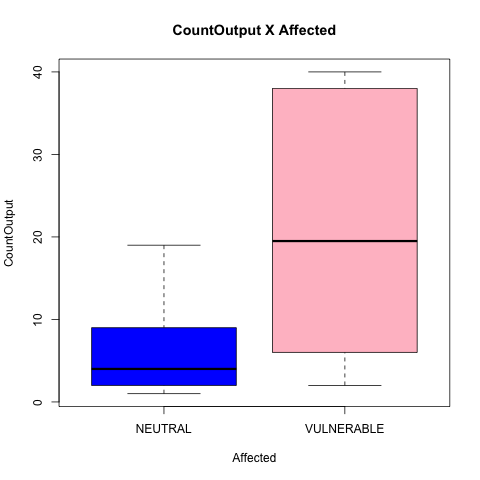 CountOutput X Affected
40
30
20
10
0
CountOutput
NEUTRAL VULNERABLE
Affected